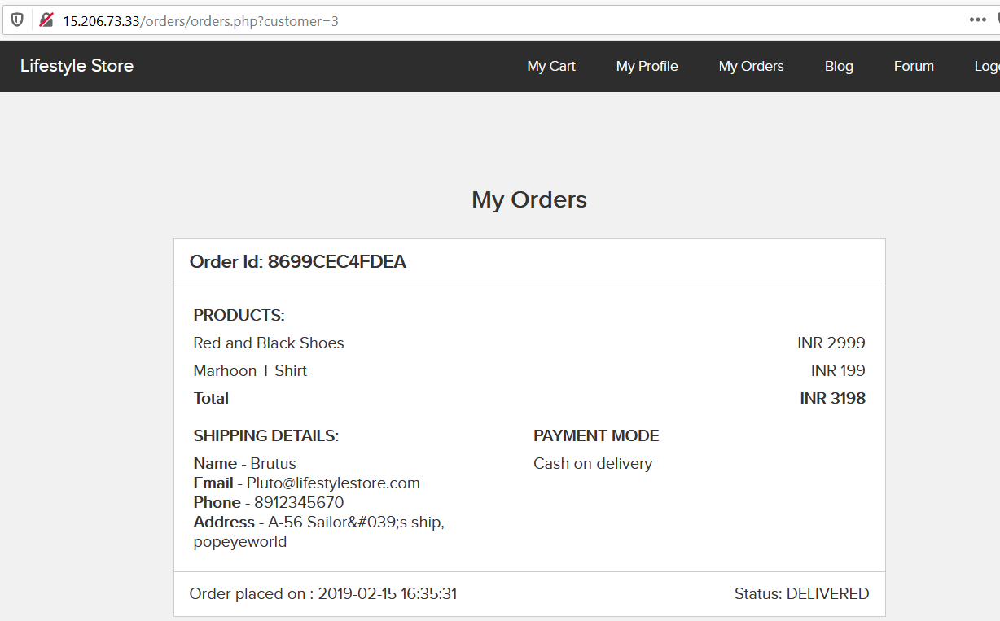 15.206.73.33/orders/orders.php?customer=3
Lifestyle Store My Cart My Profile My Orders Blog Forum
My Orders
Order Id: 8699CEC4FDEA
PRODUCTS:
Red and Black Shoes INR 2999
Marhoon T Shirt INR 199
Total INR 3198
SHIPPING DETAILS: PAYMENT MODE
Name - Brutus Cash on delivery
Email - Pluto@lifestylestore.com
Phone - 8912345670
Address - A-56 Sailor&#039;s ship,
popeyeworld
Order placed on : 2019-02-15 16:35:31 Status: DELIVERED